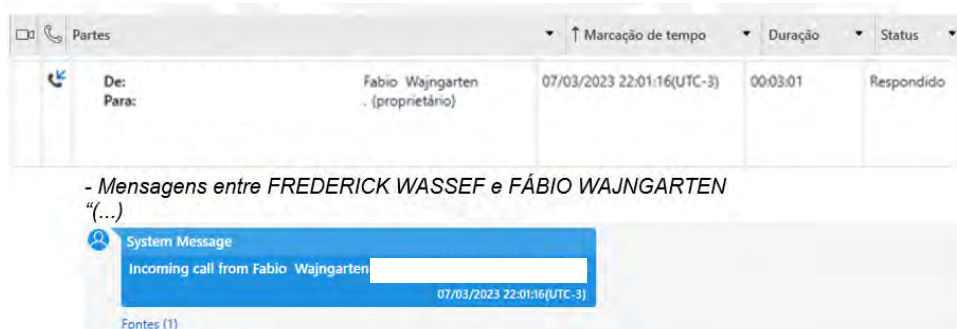 Partes ↑ Marcação de tempo Duração Status
De: Fabio Wajngarten 07/03/2023 22:01:16(UTC-3) 00:03:01 Respondido
Para: . (proprietário)
- Mensagens entre FREDERICK WASSEF e FÁBIO WAJNGARTEN
“(...)
System Message
Incoming call from Fabio Wajngarten
07/03/2023 22:01:16(UTC-3)
Fontes (1)